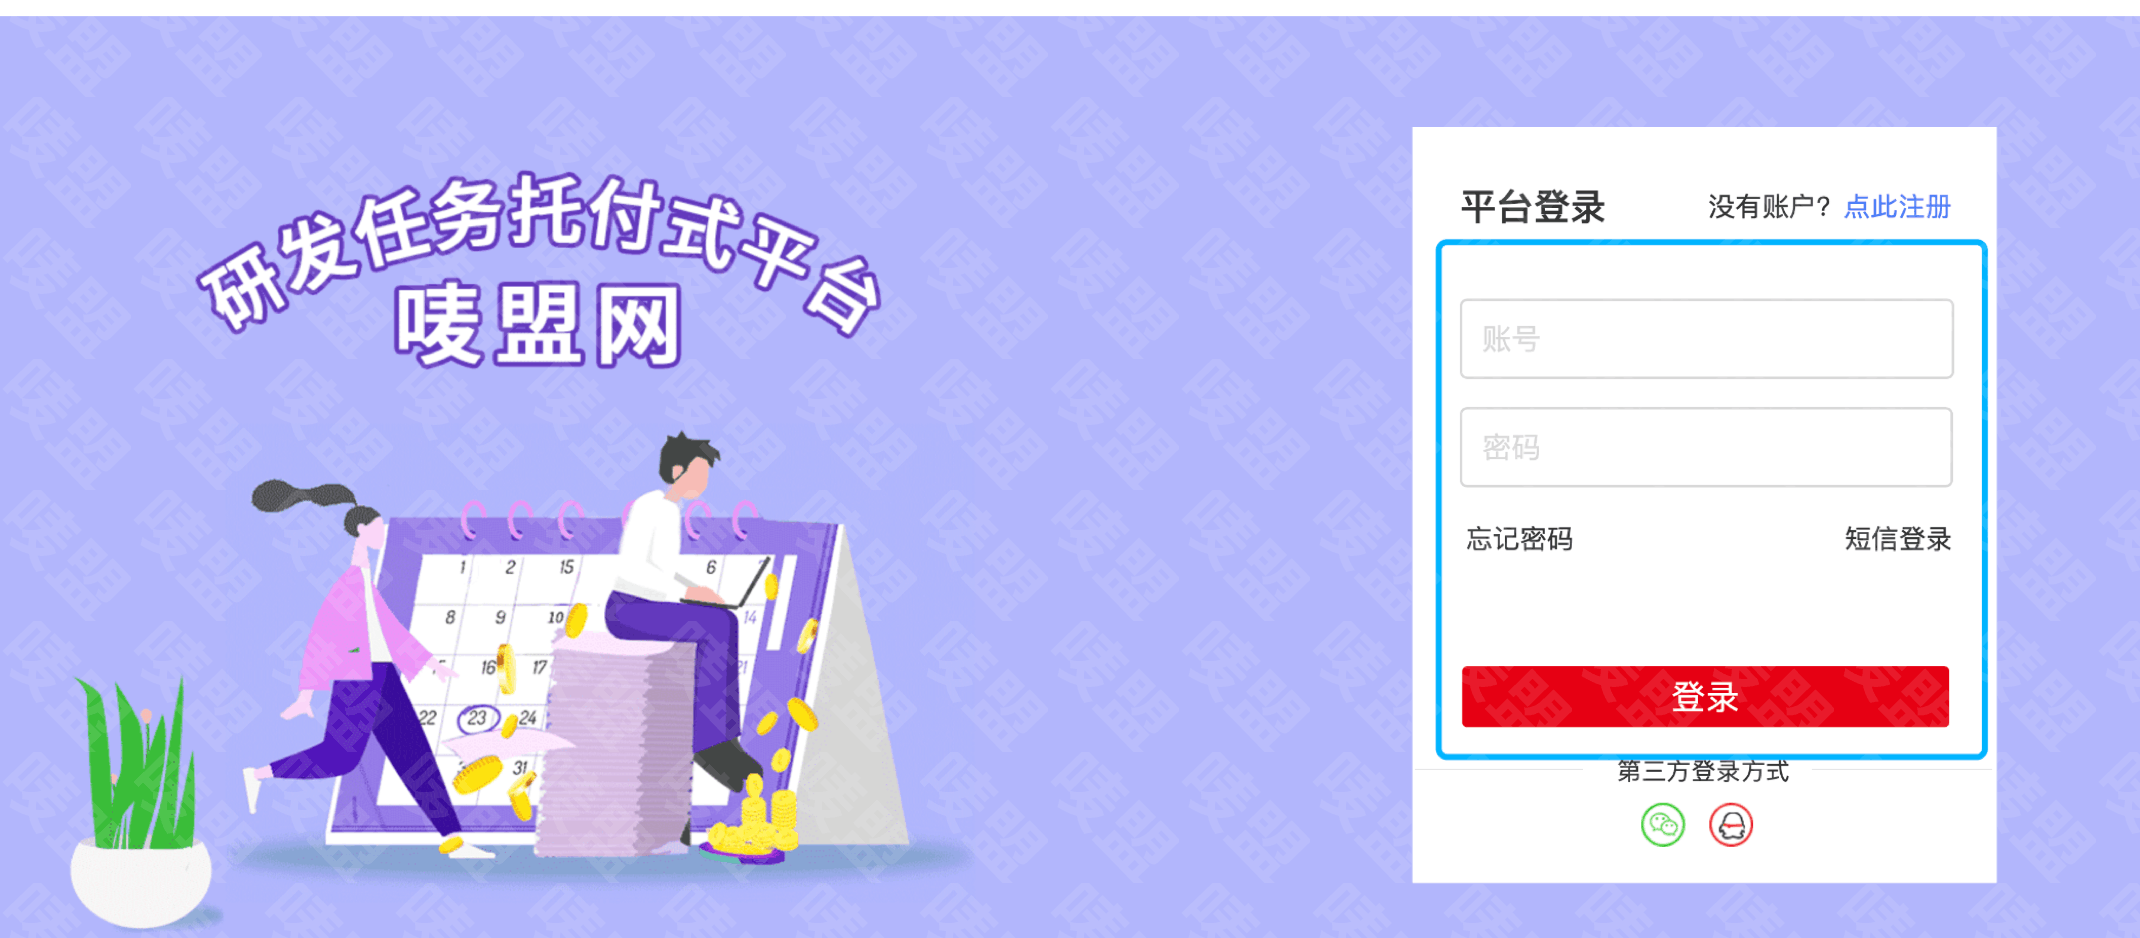 研发任务托付式平台
唛盟网
1 2 15 6
8 9 10 14
16 17 21
22 23 24
31
平台登录
没有账户? 点此注册
账号
密码
忘记密码
短信登录
登录
第三方登录方式
唛盟